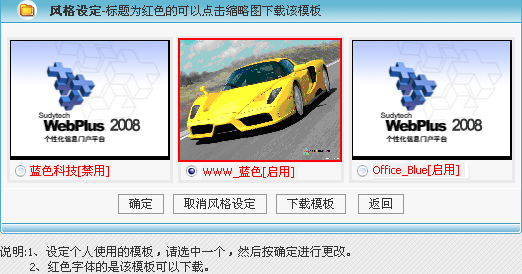 风格设定-标题为红色的可以点击缩略图下载该模板
Sudytech
WebPlus 2008
个性化信息门户平台
Sudytech
WebPlus 2008
个性化信息门户平台
蓝色科技[禁用]
WWW_蓝色[启用]
Office_Blue[启用]
确定 取消风格设定 下载模板 返回
说明:1、设定个人使用的模板，请选中一个，然后按确定进行更改。
2、红色字体的是该模板可以下载。